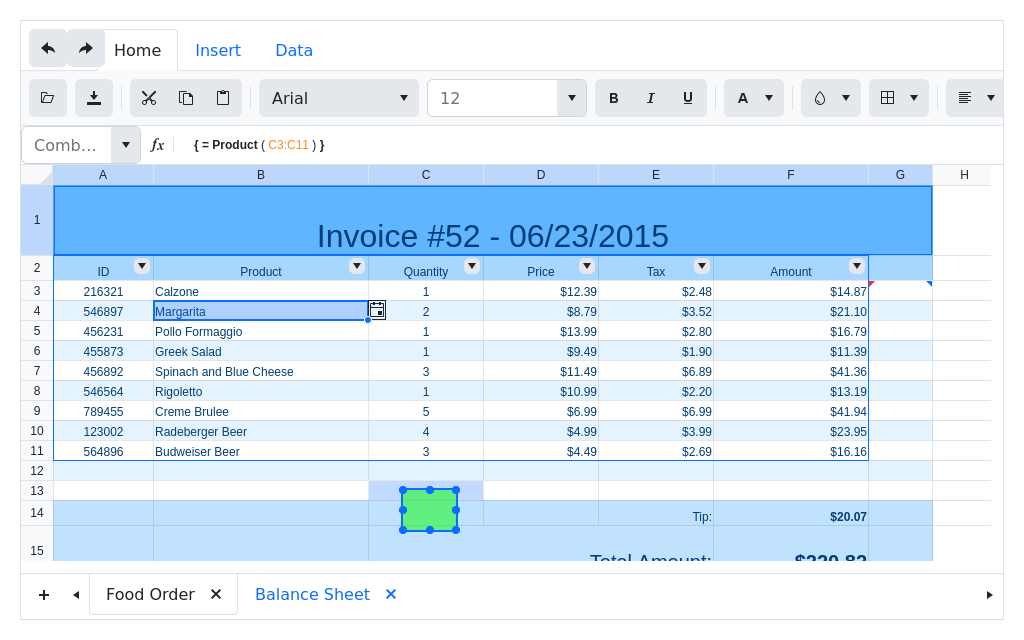 Home Insert Data
Arial 12 B I U A
Comb... fx { = Product ( C3:C11 ) }
A B C D E F G H
1 Invoice #52 - 06/23/2015
2 ID Product Quantity Price Tax Amount
3 216321 Calzone 1 $12.39 $2.48 $14.87
4 546897 Margarita 2 $8.79 $3.52 $21.10
5 456231 Pollo Formaggio 1 $13.99 $2.80 $16.79
6 455873 Greek Salad 1 $9.49 $1.90 $11.39
7 456892 Spinach and Blue Cheese 3 $11.49 $6.89 $41.36
8 546564 Rigoletto 1 $10.99 $2.20 $13.19
9 789455 Creme Brulee 5 $6.99 $6.99 $41.94
10 123002 Radeberger Beer 4 $4.99 $3.99 $23.95
11 564896 Budweiser Beer 3 $4.49 $2.69 $16.16
12
13
14 Tip: $20.07
15 Total Amount: $220.82
Food Order Balance Sheet